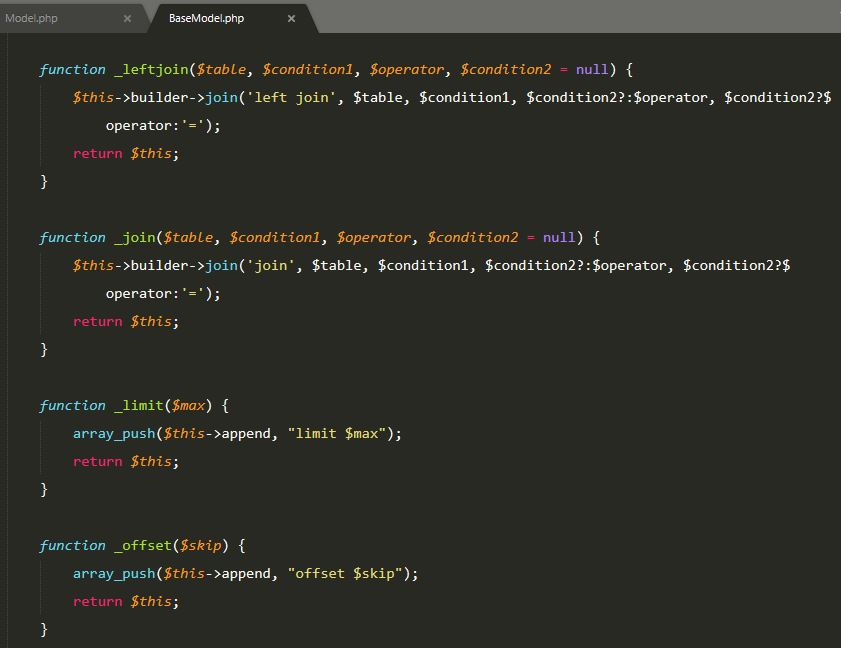 Model.php × BaseModel.php ×
function _leftjoin($table, $condition1, $operator, $condition2 = null) {
$this->builder->join('left join', $table, $condition1, $condition2?:$operator, $condition2?$
operator:'=');
return $this;
}
function _join($table, $condition1, $operator, $condition2 = null) {
$this->builder->join('join', $table, $condition1, $condition2?:$operator, $condition2?$
operator:'=');
return $this;
}
function _limit($max) {
array_push($this->append, "limit $max");
return $this;
}
function _offset($skip) {
array_push($this->append, "offset $skip");
return $this;
}